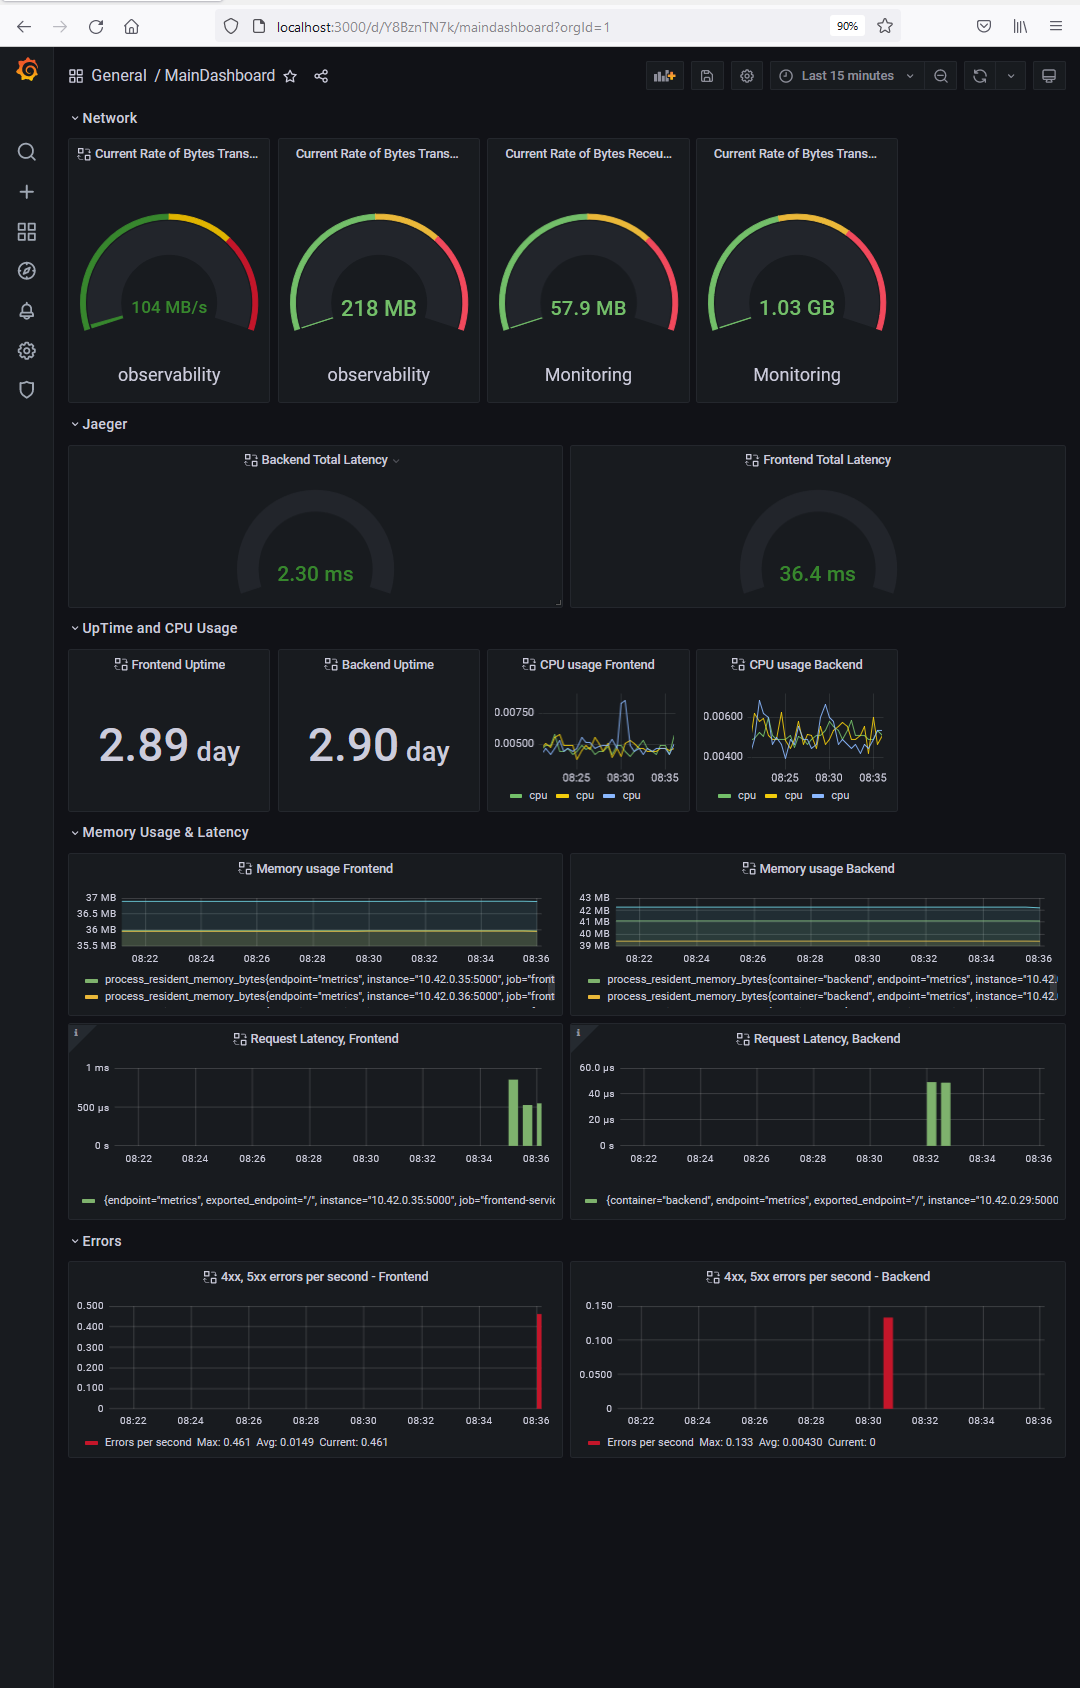 localhost:3000/d/Y8BznTN7k/maindashboard?orgId=1
90%
General / MainDashboard
Last 15 minutes
Network
Current Rate of Bytes Trans...
Current Rate of Bytes Trans...
Current Rate of Bytes Receu...
Current Rate of Bytes Trans...
104 MB/s
218 MB
57.9 MB
1.03 GB
observability
observability
Monitoring
Monitoring
Jaeger
Backend Total Latency
Frontend Total Latency
2.30 ms
36.4 ms
UpTime and CPU Usage
Frontend Uptime
Backend Uptime
CPU usage Frontend
CPU usage Backend
2.89 day
2.90 day
0.00750
0.00500
08:25 08:30 08:35
cpu cpu cpu
0.00600
0.00400
08:25 08:30 08:35
cpu cpu cpu
Memory Usage & Latency
Memory usage Frontend
37 MB
36.5 MB
36 MB
35.5 MB
08:22 08:24 08:26 08:28 08:30 08:32 08:34 08:36
process_resident_memory_bytes{endpoint="metrics", instance="10.42.0.35:5000", job="front
process_resident_memory_bytes{endpoint="metrics", instance="10.42.0.36:5000", job="front
Memory usage Backend
43 MB
42 MB
41 MB
40 MB
39 MB
08:22 08:24 08:26 08:28 08:30 08:32 08:34 08:36
process_resident_memory_bytes{container="backend", endpoint="metrics", instance="10.42.
process_resident_memory_bytes{container="backend", endpoint="metrics", instance="10.42.
i
Request Latency, Frontend
1 ms
500 µs
0 s
08:22 08:24 08:26 08:28 08:30 08:32 08:34 08:36
{endpoint="metrics", exported_endpoint="/", instance="10.42.0.35:5000", job="frontend-servic
i
Request Latency, Backend
60.0 µs
40 µs
20 µs
0 s
08:22 08:24 08:26 08:28 08:30 08:32 08:34 08:36
{container="backend", endpoint="metrics", exported_endpoint="/", instance="10.42.0.29:5000
Errors
4xx, 5xx errors per second - Frontend
0.500
0.400
0.300
0.200
0.100
0
08:22 08:24 08:26 08:28 08:30 08:32 08:34 08:36
Errors per second Max: 0.461 Avg: 0.0149 Current: 0.461
4xx, 5xx errors per second - Backend
0.150
0.100
0.0500
0
08:22 08:24 08:26 08:28 08:30 08:32 08:34 08:36
Errors per second Max: 0.133 Avg: 0.00430 Current: 0